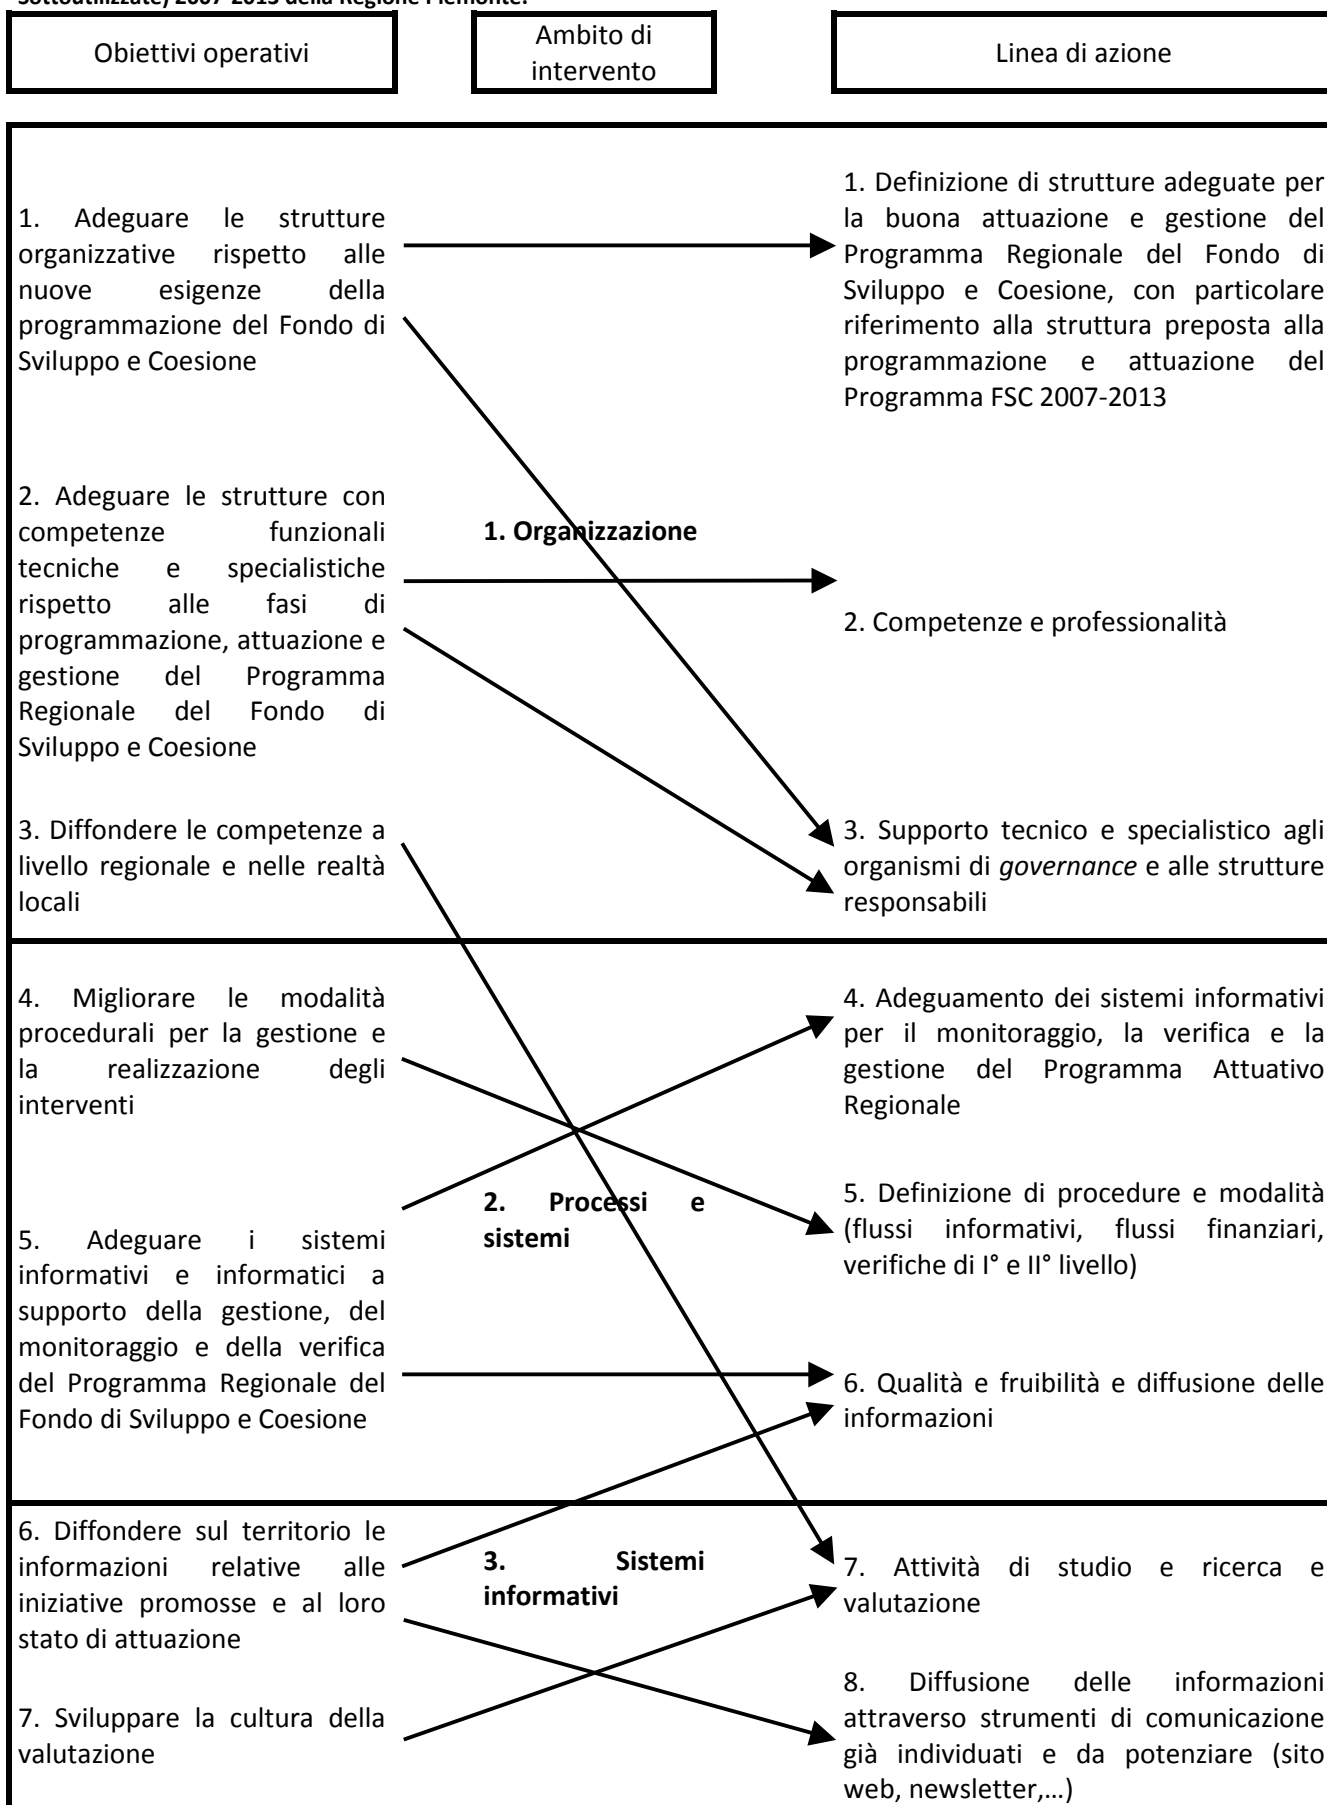 Sottoutilizzate) 2007-2013 della Regione Piemonte.
Obiettivi operativi
Ambito di
intervento
Linea di azione
1. Adeguare le strutture
organizzative rispetto alle
nuove esigenze della
programmazione del Fondo di
Sviluppo e Coesione
1. Definizione di strutture adeguate per
la buona attuazione e gestione del
Programma Regionale del Fondo di
Sviluppo e Coesione, con particolare
riferimento alla struttura preposta alla
programmazione e attuazione del
Programma FSC 2007-2013
2. Adeguare le strutture con
competenze funzionali
tecniche e specialistiche
rispetto alle fasi di
programmazione, attuazione e
gestione del Programma
Regionale del Fondo di
Sviluppo e Coesione
1. Organizzazione
2. Competenze e professionalità
3. Diffondere le competenze a
livello regionale e nelle realtà
locali
3. Supporto tecnico e specialistico agli
organismi di governance e alle strutture
responsabili
4. Migliorare le modalità
procedurali per la gestione e
la realizzazione degli
interventi
4. Adeguamento dei sistemi informativi
per il monitoraggio, la verifica e la
gestione del Programma Attuativo
Regionale
5. Adeguare i sistemi
informativi e informatici a
supporto della gestione, del
monitoraggio e della verifica
del Programma Regionale del
Fondo di Sviluppo e Coesione
2. Processi e
sistemi
5. Definizione di procedure e modalità
(flussi informativi, flussi finanziari,
verifiche di I° e II° livello)
6. Qualità e fruibilità e diffusione delle
informazioni
6. Diffondere sul territorio le
informazioni relative alle
iniziative promosse e al loro
stato di attuazione
3. Sistemi
informativi
7. Attività di studio e ricerca e
valutazione
7. Sviluppare la cultura della
valutazione
8. Diffusione delle informazioni
attraverso strumenti di comunicazione
già individuati e da potenziare (sito
web, newsletter,…)